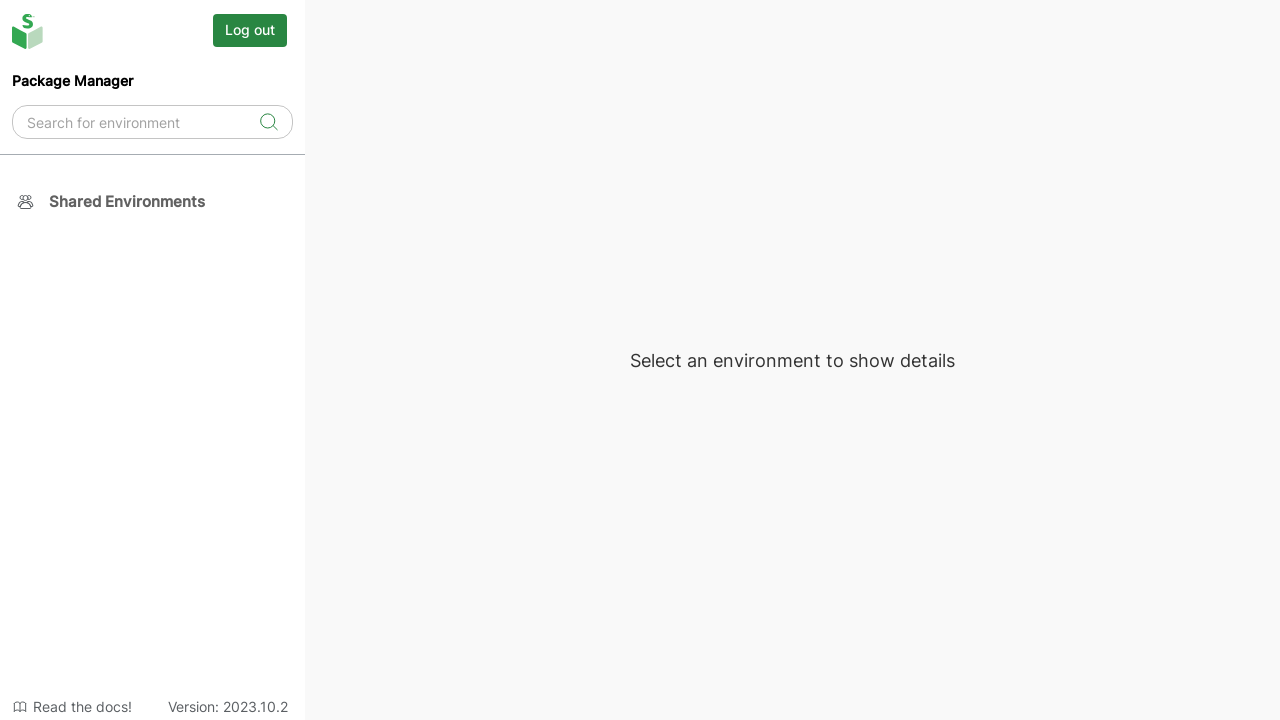 Log out
Package Manager
Search for environment
Shared Environments
Select an environment to show details
Read the docs!
Version: 2023.10.2